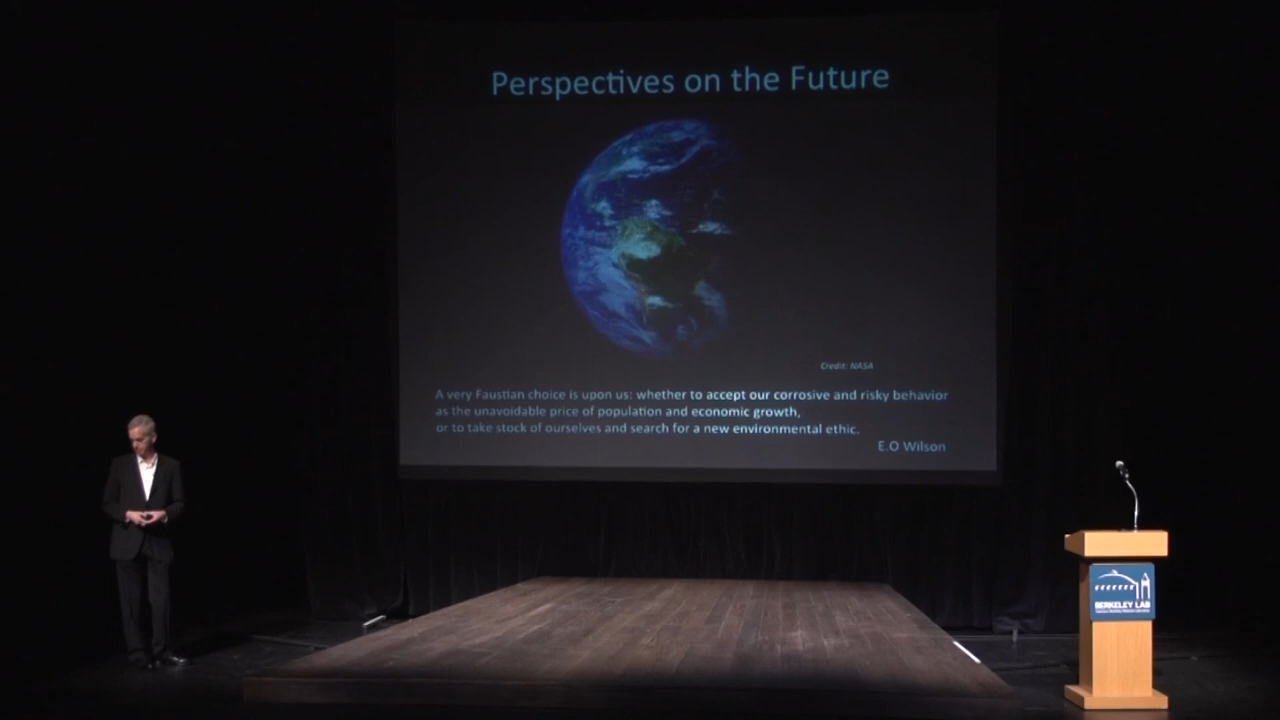 Perspectives on the Future
Credit: NASA
A very Faustian choice is upon us: whether to accept our corrosive and risky behavior
as the unavoidable price of population and economic growth,
or to take stock of ourselves and search for a new environmental ethic.
E.O Wilson
BERKELEY LAB